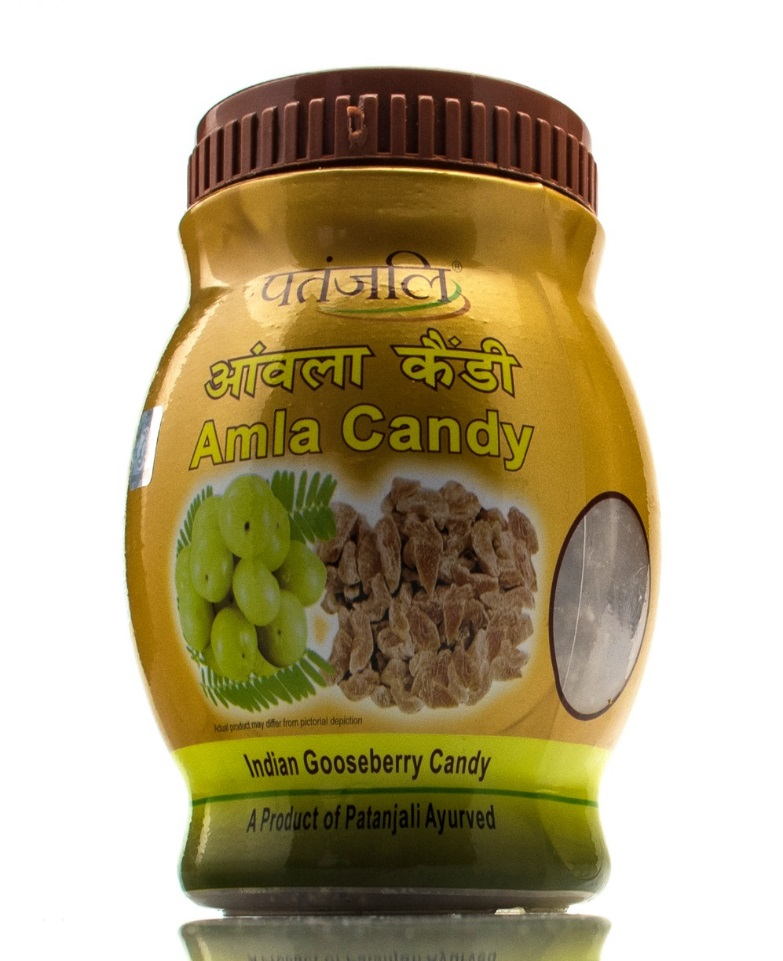 पतंजलि®
आंवला कैंडी
Amla Candy
Actual product may differ from pictorial depiction
Indian Gooseberry Candy
A Product of Patanjali Ayurved